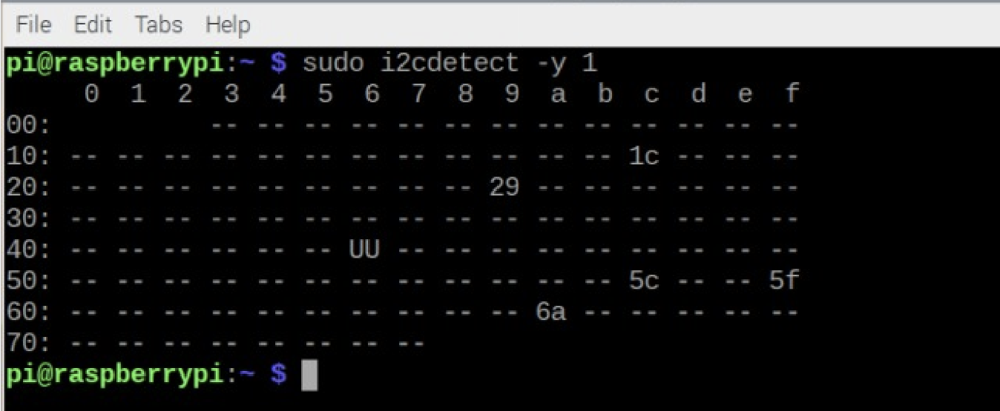 File Edit Tabs Help
pi@raspberrypi:~ $ sudo i2cdetect -y 1
     0  1  2  3  4  5  6  7  8  9  a  b  c  d  e  f
00:          -- -- -- -- -- -- -- -- -- -- -- -- --
10: -- -- -- -- -- -- -- -- -- -- -- -- 1c -- -- --
20: -- -- -- -- -- -- -- -- -- 29 -- -- -- -- -- --
30: -- -- -- -- -- -- -- -- -- -- -- -- -- -- -- --
40: -- -- -- -- -- -- UU -- -- -- -- -- -- -- -- --
50: -- -- -- -- -- -- -- -- -- -- -- -- 5c -- -- 5f
60: -- -- -- -- -- -- -- -- -- -- 6a -- -- -- -- --
70: -- -- -- -- -- -- -- --
pi@raspberrypi:~ $